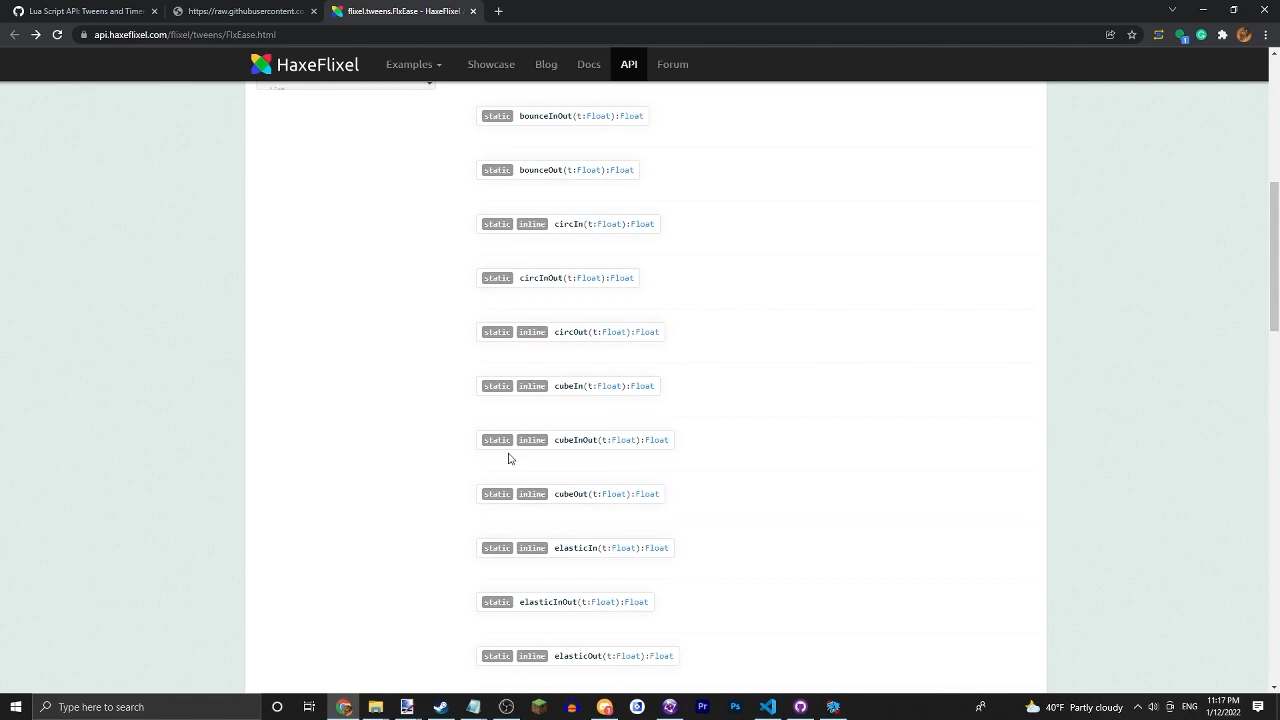 Lua Script API: Tweens and Timer
https://raw.githubusercontent.co
flixel.tweens.FlxEase - HaxeFlixel A
api.haxeflixel.com/flixel/tweens/FlxEase.html
HaxeFlixel
Examples
Showcase
Blog
Docs
API
Forum
static bounceInOut(t:Float):Float
static bounceOut(t:Float):Float
static inline circIn(t:Float):Float
static circInOut(t:Float):Float
static inline circOut(t:Float):Float
static inline cubeIn(t:Float):Float
static inline cubeInOut(t:Float):Float
static inline cubeOut(t:Float):Float
static inline elasticIn(t:Float):Float
static elasticInOut(t:Float):Float
static inline elasticOut(t:Float):Float
Type here to search
Pr
Ps
40°F Partly cloudy
ENG
11:17 PM
1/12/2022